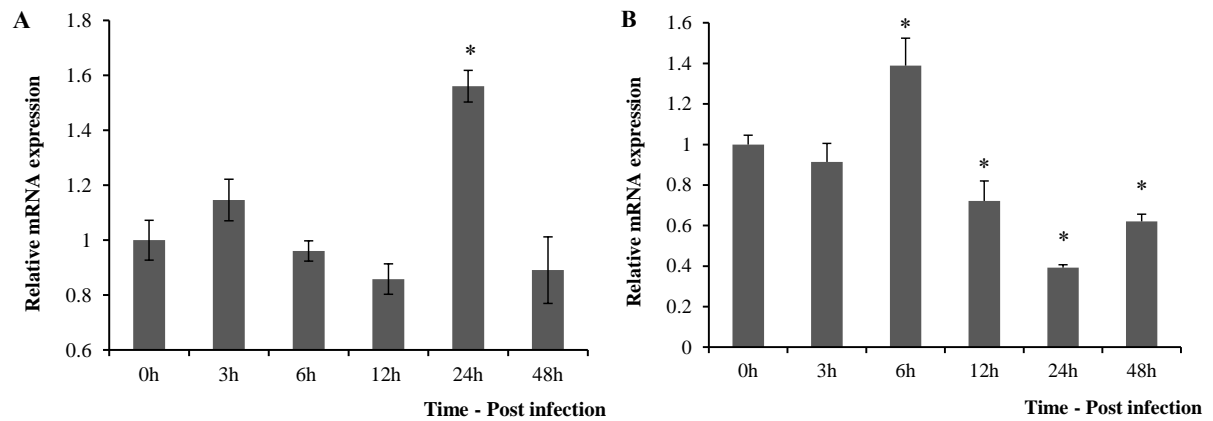 A
Relative mRNA expression
1.8
1.6
1.4
1.2
1
0.8
0.6
*
0h 3h 6h 12h 24h 48h
Time - Post infection
B
Relative mRNA expression
1.6
1.4
1.2
1
0.8
0.6
0.4
0.2
0
*
*
*
*
0h 3h 6h 12h 24h 48h
Time - Post infection